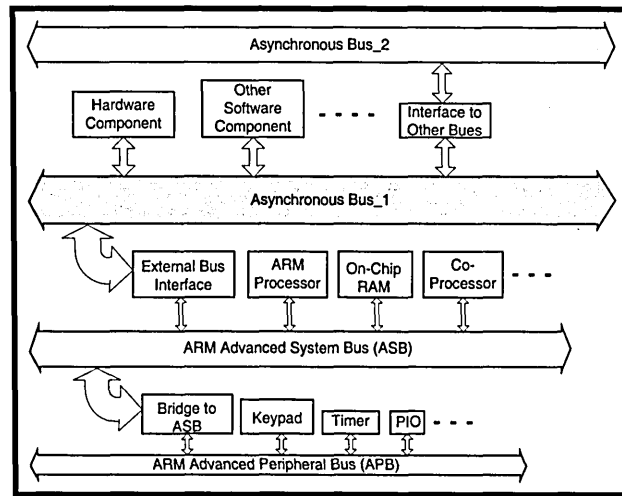 Asynchronous Bus_2
Hardware
Component
Other
Software
Component
- - - -
Interface to
Other Bues
Asynchronous Bus_1
External Bus
Interface
ARM
Processor
On-Chip
RAM
Co-
Processor
- - - -
ARM Advanced System Bus (ASB)
Bridge to
ASB
Keypad
Timer
PIO
- - - -
ARM Advanced Peripheral Bus (APB)